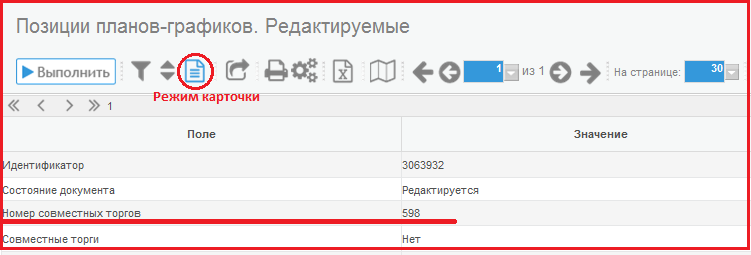 Позиции планов-графиков. Редактируемые
Выполнить 1 из 1 На странице: 30
Режим карточки
1
Поле Значение
Идентификатор 3063932
Состояние документа Редактируется
Номер совместных торгов 598
Совместные торги Нет